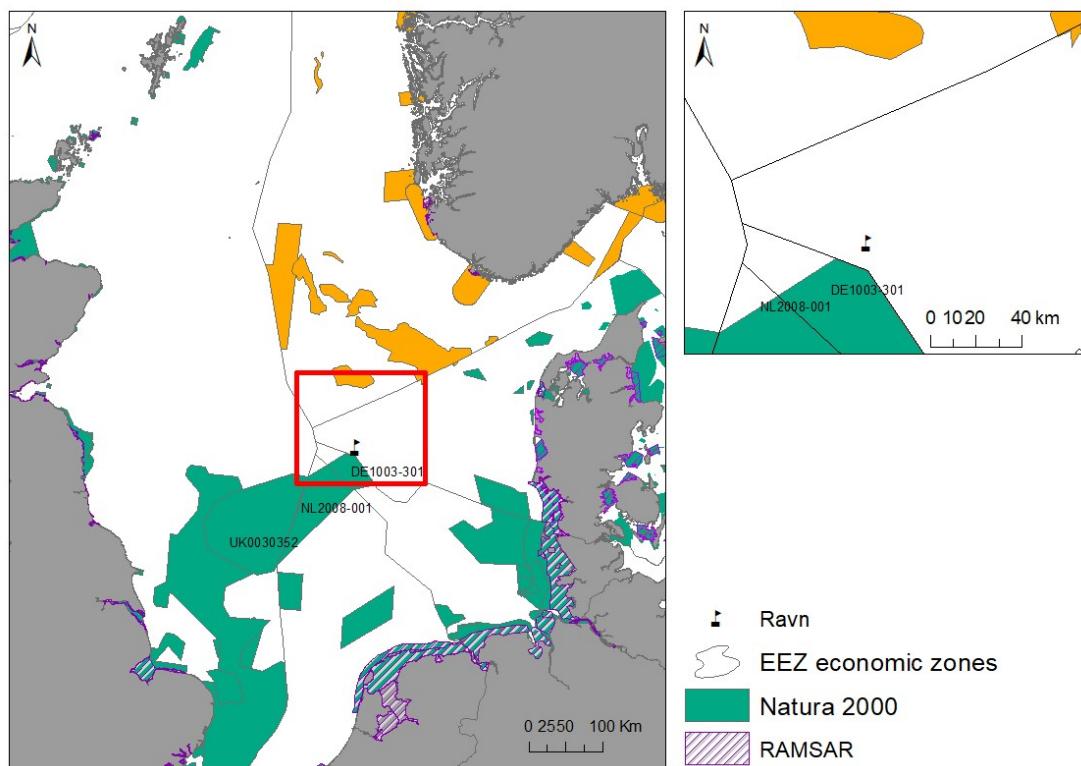 N
UK0030352
NL2008-001
DE1003-301
0 2550 100 Km
N
DE1003-301
NL2008-001
0 1020 40 km
Ravn
EEZ economic zones
Natura 2000
RAMSAR